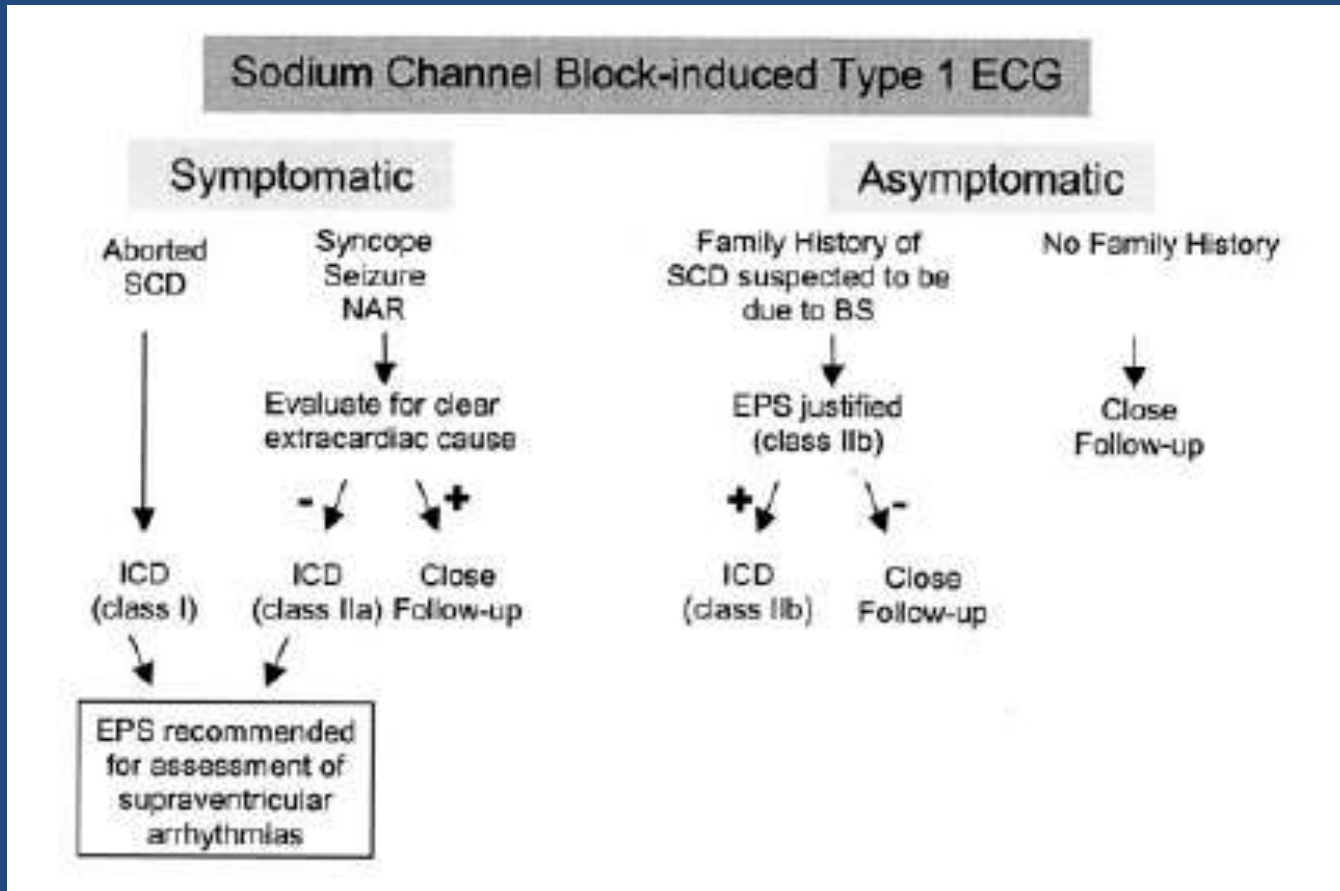 Sodium Channel Block-induced Type 1 ECG
Symptomatic
Asymptomatic
Aborted
SCD
Syncope
Seizure
NAR
Family History of
SCD suspected to be
due to BS
No Family History
Evaluate for clear
extracardiac cause
EPS justified
(class IIb)
Close
Follow-up
-
+
+
-
ICD
(class I)
ICD
(class IIa)
Close
Follow-up
ICD
(class IIb)
Close
Follow-up
EPS recommended
for assessment of
supraventricular
arrhythmias